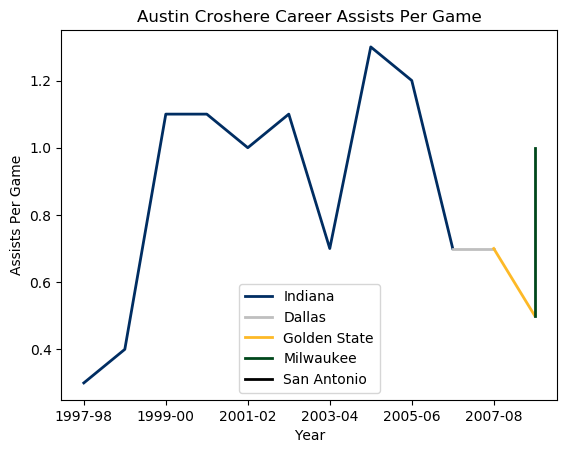 Austin Croshere Career Assists Per Game
Assists Per Game
1.2
1.0
0.8
0.6
0.4
Indiana
Dallas
Golden State
Milwaukee
San Antonio
1997-98 1999-00 2001-02 2003-04 2005-06 2007-08
Year